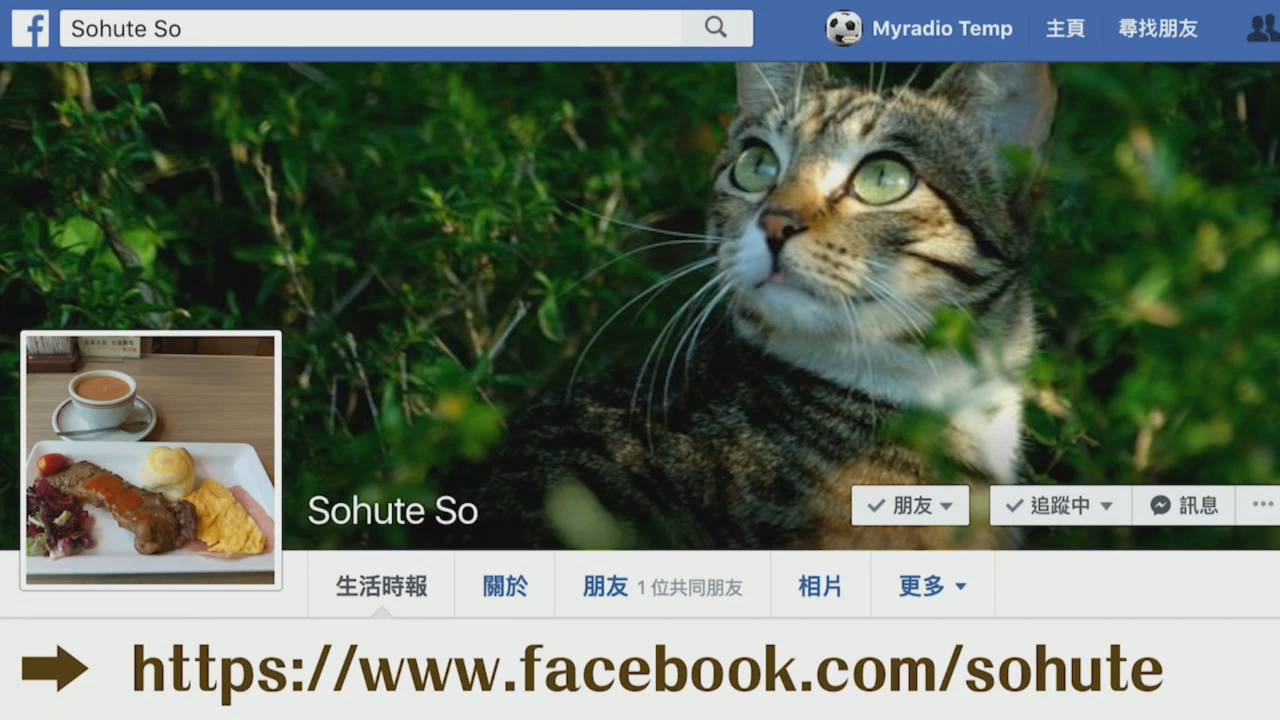 Sohute So
Myradio Temp 主頁 尋找朋友
Sohute So
朋友 追蹤中 訊息
生活時報 關於 朋友 1 位共同朋友 相片 更多
https://www.facebook.com/sohute